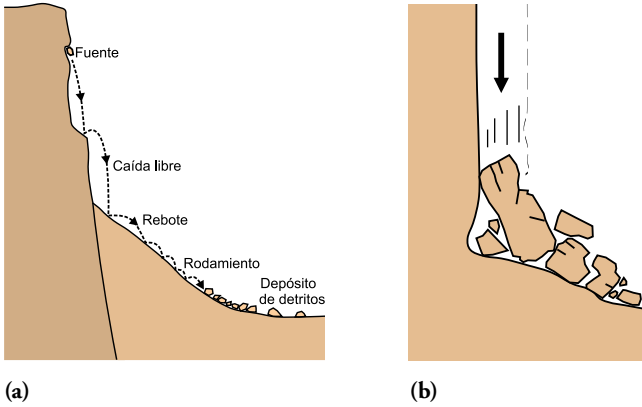 Fuente
Caída libre
Rebote
Rodamiento
Depósito
de detritos
(a)
(b)